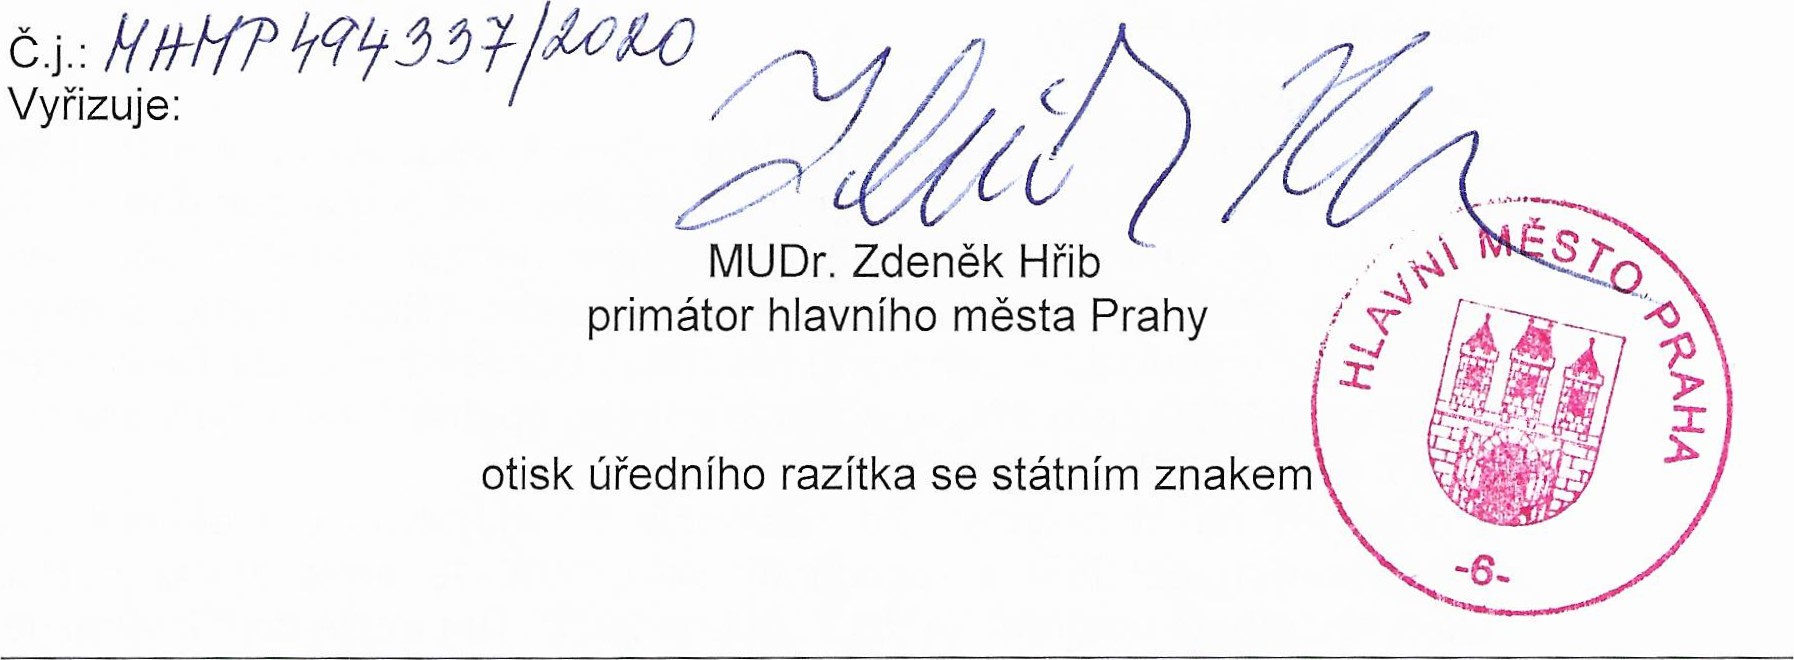 Č.j.: MHMP 494337/2020
Vyřizuje:
MUDr. Zdeněk Hřib
primátor hlavního města Prahy
HLAVNÍ MĚSTO PRAHA
otisk úředního razítka se státním znakem
-6-